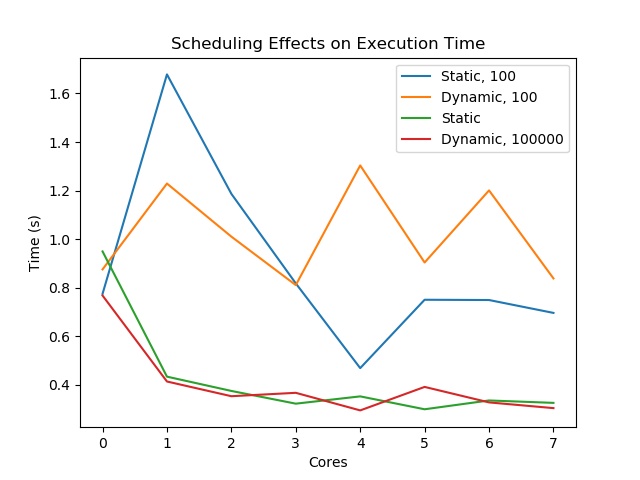 Scheduling Effects on Execution Time
Static, 100
Dynamic, 100
Static
Dynamic, 100000
Time (s)
1.6
1.4
1.2
1.0
0.8
0.6
0.4
0 1 2 3 4 5 6 7
Cores